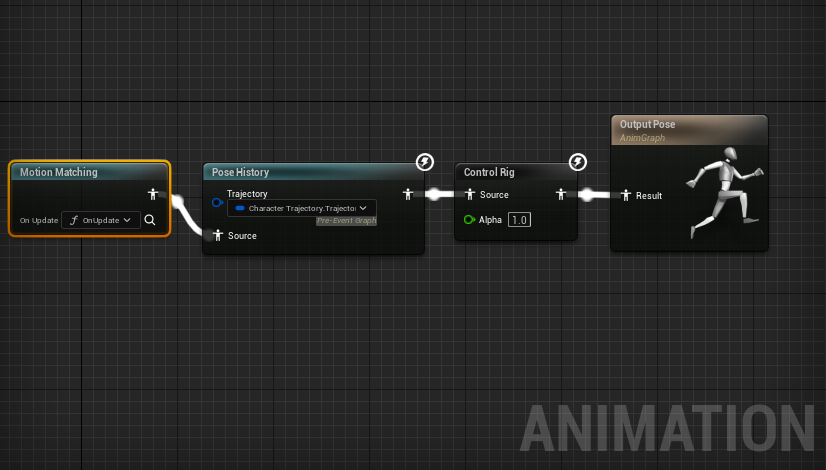 Motion Matching
On Update
OnUpdate
Pose History
Trajectory
Character Trajectory.Trajector
Pre-Event Graph
Source
Control Rig
Source
Alpha
1.0
Output Pose
AnimGraph
Result
ANIMATION